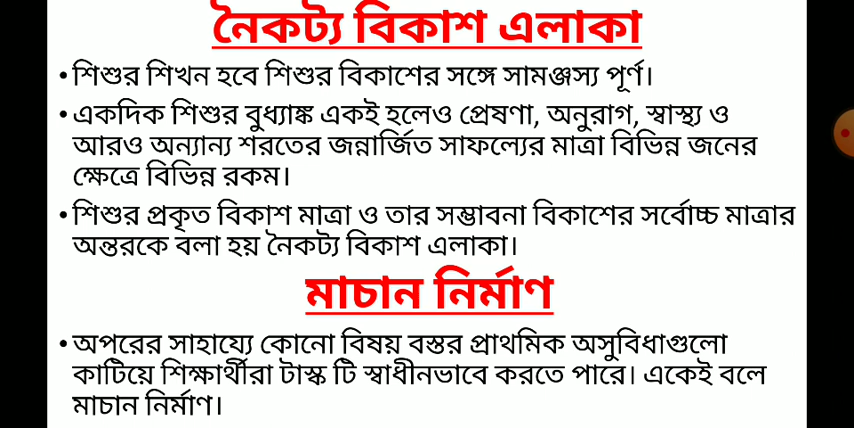 নৈকট্য বিকাশ এলাকা
•শিশুর শিখন হবে শিশুর বিকাশের সঙ্গে সামঞ্জস্য পূর্ণ।
•একদিক শিশুর বুধ্যাঙ্ক একই হলেও প্রেষণা, অনুরাগ, স্বাস্থ্য ও
আরও অন্যান্য শরতের জন্নার্জিত সাফল্যের মাত্রা বিভিন্ন জনের
ক্ষেত্রে বিভিন্ন রকম।
•শিশুর প্রকৃত বিকাশ মাত্রা ও তার সম্ভাবনা বিকাশের সর্বোচ্চ মাত্রার
অন্তরকে বলা হয় নৈকট্য বিকাশ এলাকা।
মাচান নির্মাণ
•অপরের সাহায্যে কোনো বিষয় বস্তর প্রাথমিক অসুবিধাগুলো
কাটিয়ে শিক্ষার্থীরা টাস্ক টি স্বাধীনভাবে করতে পারে। একেই বলে
মাচান নির্মাণ।